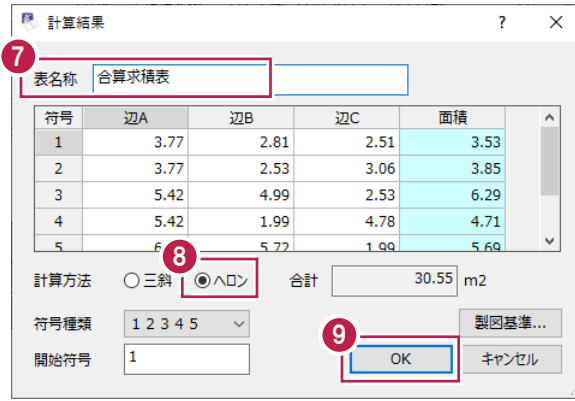 計算結果
7
表名称 合算求積表
符号 辺A 辺B 辺C 面積
1 3.77 2.81 2.51 3.53
2 3.77 2.53 3.06 3.85
3 5.42 4.99 2.53 6.29
4 5.42 1.99 4.78 4.71
5 5.72 1.99 5.69
8
計算方法 三斜 ヘロン 合計 30.55 m2
符号種類 1 2 3 4 5 製図基準...
9
開始符号 1 OK キャンセル